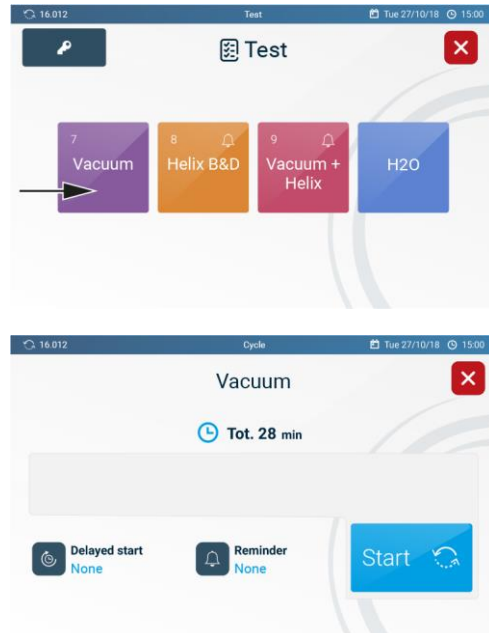 16.012 Test Tue 27/10/18 15:00
Test
7 8 9
Vacuum Helix B&D Vacuum + H2O
Helix
16.012 Cycle Tue 27/10/18 15:00
Vacuum
Tot. 28 min
Delayed start Reminder
None None
Start